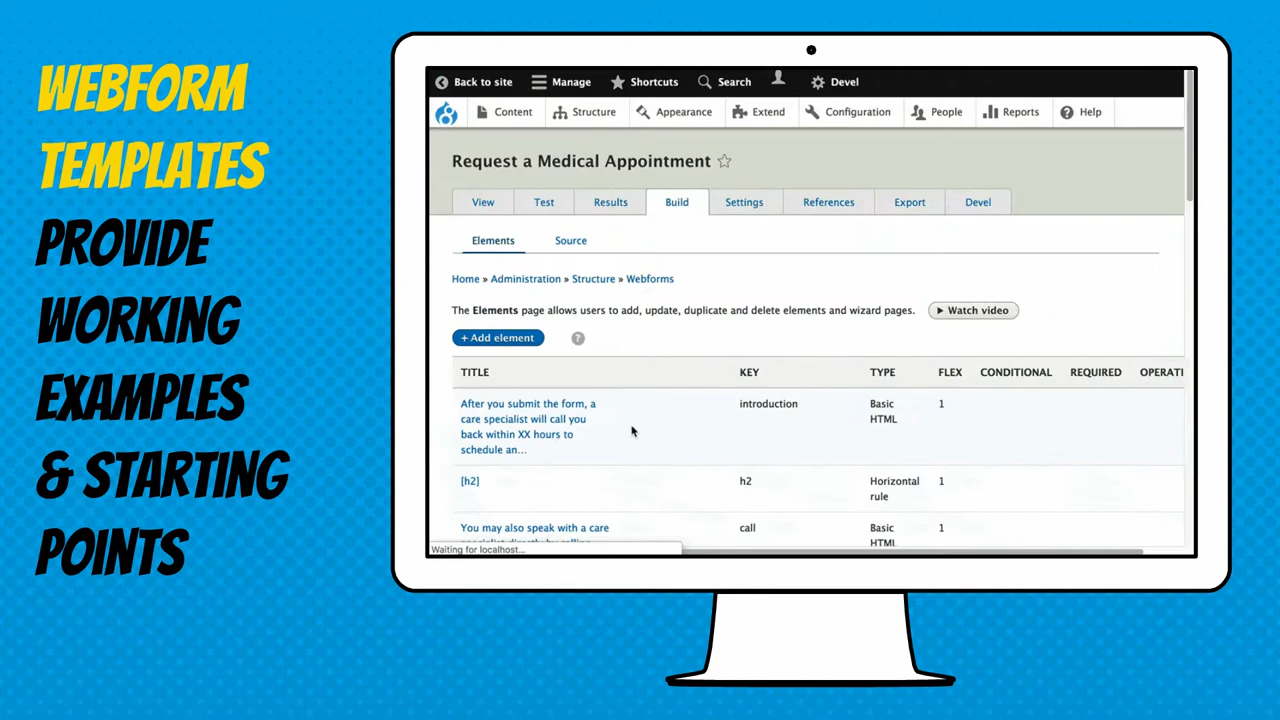 WEBFORM
TEMPLATES
PROVIDE
WORKING
EXAMPLES
& STARTING
POINTS
Back to site Manage Shortcuts Search Devel
Content Structure Appearance Extend Configuration People Reports Help
Request a Medical Appointment
View Test Results Build Settings References Export Devel
Elements Source
Home » Administration » Structure » Webforms
The Elements page allows users to add, update, duplicate and delete elements and wizard pages. Watch video
+ Add element ?
TITLE KEY TYPE FLEX CONDITIONAL REQUIRED OPERATI
After you submit the form, a introduction Basic 1
care specialist will call you HTML
back within XX hours to
schedule an...
[h2] h2 Horizontal 1
rule
You may also speak with a care call Basic 1
specialist directly by calling HTML
Waiting for localhost...